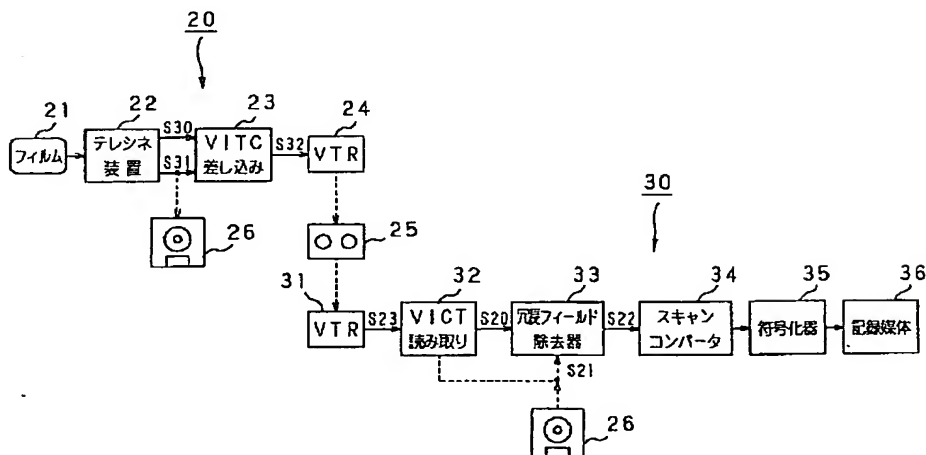 20
21
22
23
24
フィルム
テレシネ
装置
S30
S31
VITC
差し込み
S32
VTR
26
25
30
31
32
33
34
35
36
VTR
S23
VICT
読み取り
S20
冗長フィールド
除去器
S22
スキャン
コンバータ
符号化器
記録媒体
S21
26